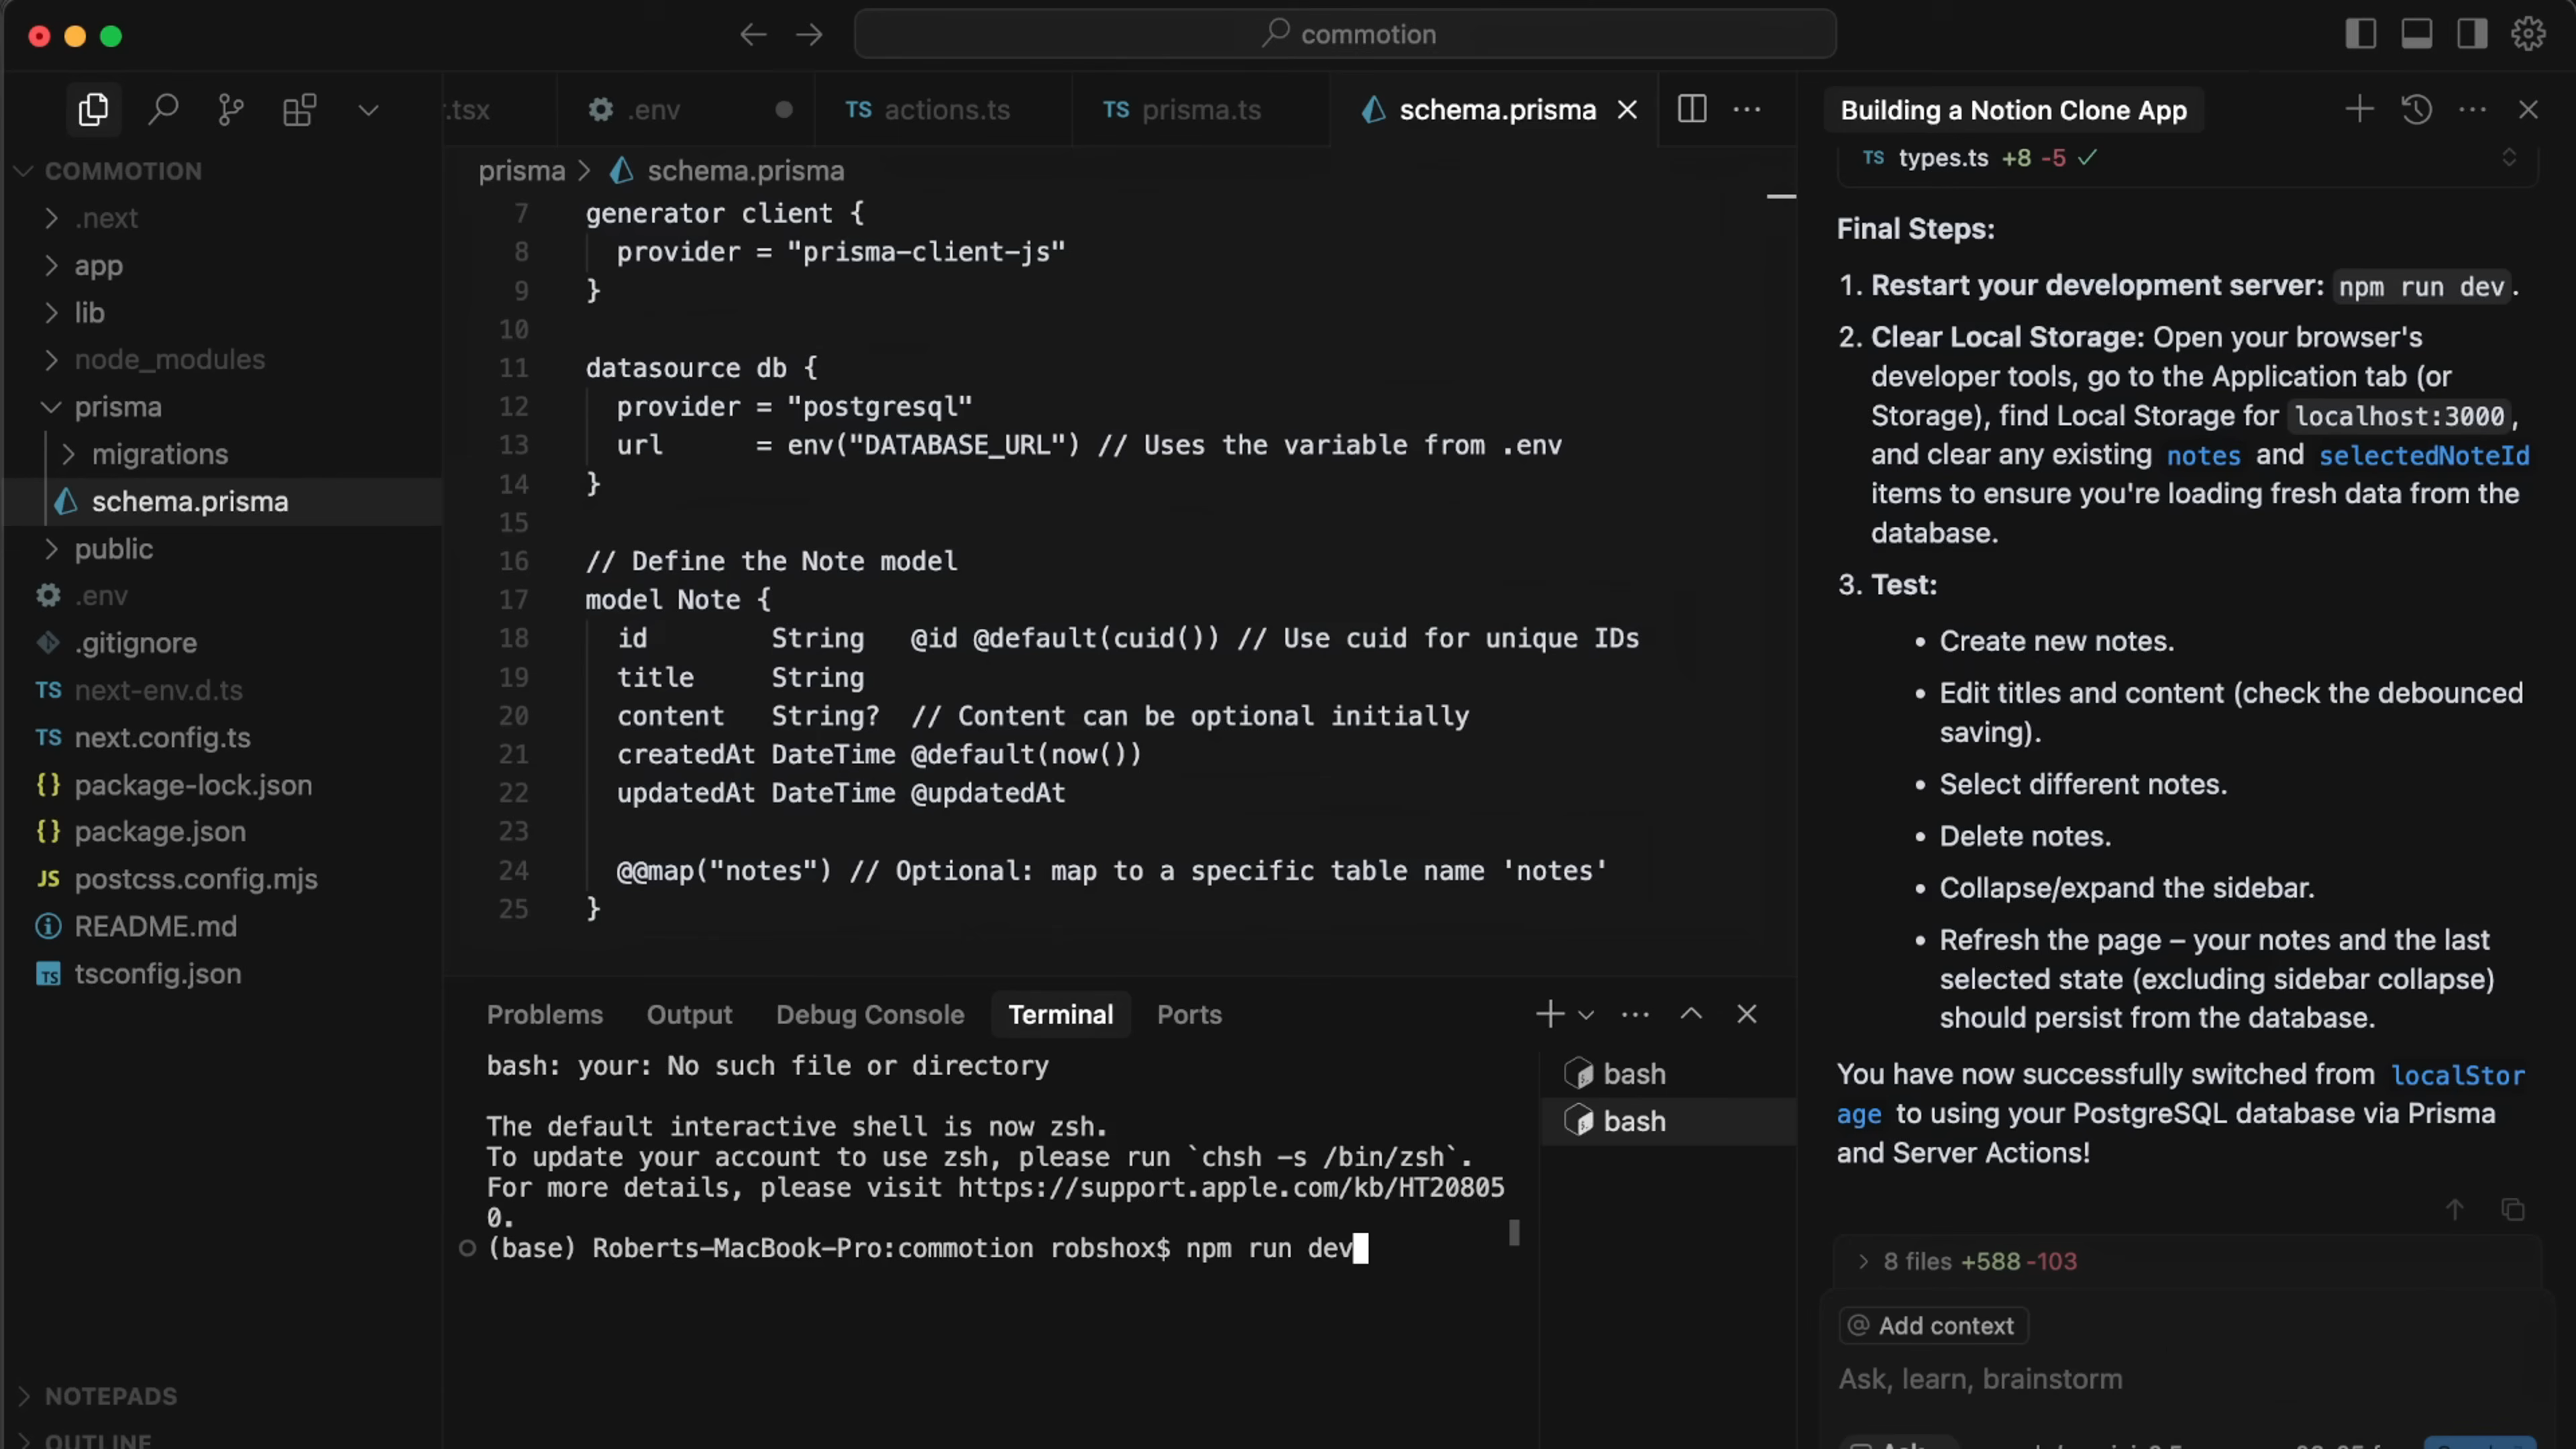 commotion
.tsx
.env
TS actions.ts
TS prisma.ts
schema.prisma
COMMOTION
.next
app
lib
node_modules
prisma
migrations
schema.prisma
public
.env
.gitignore
TS next-env.d.ts
TS next.config.ts
{} package-lock.json
{} package.json
JS postcss.config.mjs
README.md
TS tsconfig.json
NOTEPADS
OUTLINE
prisma > schema.prisma
7 generator client {
8 provider = "prisma-client-js"
9 }
10
11 datasource db {
12 provider = "postgresql"
13 url = env("DATABASE_URL") // Uses the variable from .env
14 }
15
16 // Define the Note model
17 model Note {
18 id String @id @default(cuid()) // Use cuid for unique IDs
19 title String
20 content String? // Content can be optional initially
21 createdAt DateTime @default(now())
22 updatedAt DateTime @updatedAt
23
24 @@map("notes") // Optional: map to a specific table name 'notes'
25 }
Problems Output Debug Console Terminal Ports
bash: your: No such file or directory
The default interactive shell is now zsh.
To update your account to use zsh, please run `chsh -s /bin/zsh`.
For more details, please visit https://support.apple.com/kb/HT20805
0.
(base) Roberts-MacBook-Pro:commotion robshox$ npm run dev
bash
bash
Building a Notion Clone App
TS types.ts +8 -5
Final Steps:
1. Restart your development server: npm run dev.
2. Clear Local Storage: Open your browser's
developer tools, go to the Application tab (or
Storage), find Local Storage for localhost:3000,
and clear any existing notes and selectedNoteId
items to ensure you're loading fresh data from the
database.
3. Test:
• Create new notes.
• Edit titles and content (check the debounced
saving).
• Select different notes.
• Delete notes.
• Collapse/expand the sidebar.
• Refresh the page – your notes and the last
selected state (excluding sidebar collapse)
should persist from the database.
You have now successfully switched from localStor
age to using your PostgreSQL database via Prisma
and Server Actions!
8 files +588 -103
@ Add context
Ask, learn, brainstorm